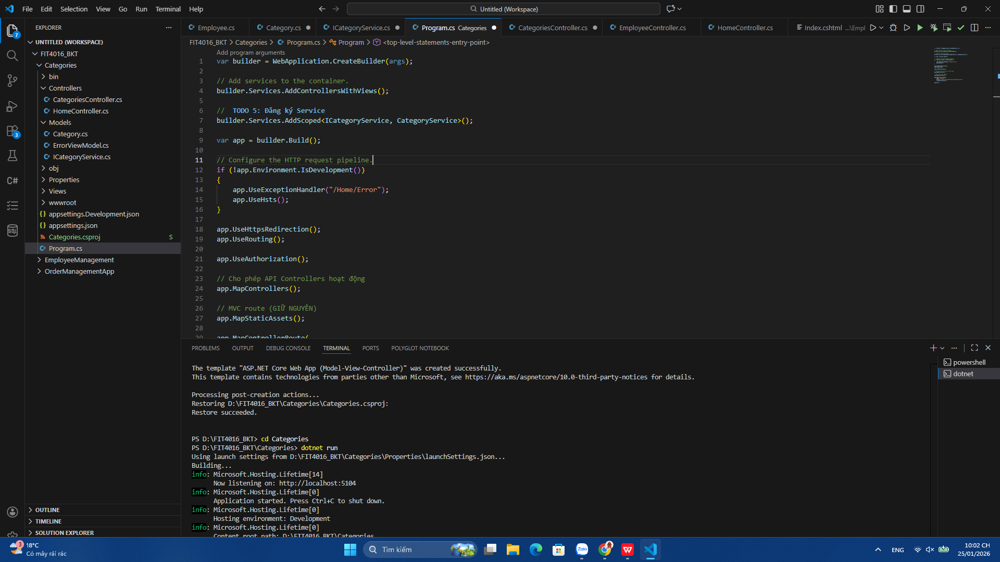 File Edit Selection View Go Run Terminal Help
Untitled (Workspace)
EXPLORER
Employee.cs
Category.cs
ICategoryService.cs
Program.cs Categories
CategoriesController.cs
EmployeeController.cs
HomeController.cs
Index.cshtml ...\Empl
7
3
UNTITLED (WORKSPACE)
FIT4016_BKT
Categories
bin
Controllers
CategoriesController.cs
HomeController.cs
Models
Category.cs
ErrorViewModel.cs
ICategoryService.cs
obj
Properties
Views
wwwroot
appsettings.Development.json
appsettings.json
Categories.csproj S
Program.cs
EmployeeManagement
OrderManagementApp
OUTLINE
TIMELINE
SOLUTION EXPLORER
FIT4016_BKT > Categories > Program.cs > Program > <top-level-statements-entry-point>
Add program arguments
1 var builder = WebApplication.CreateBuilder(args);
2
3 // Add services to the container.
4 builder.Services.AddControllersWithViews();
5
6 //  TODO 5: Đăng ký Service
7 builder.Services.AddScoped<ICategoryService, CategoryService>();
8
9 var app = builder.Build();
10
11 // Configure the HTTP request pipeline.
12 if (!app.Environment.IsDevelopment())
13 {
14     app.UseExceptionHandler("/Home/Error");
15     app.UseHsts();
16 }
17
18 app.UseHttpsRedirection();
19 app.UseRouting();
20
21 app.UseAuthorization();
22
23 // Cho phép API Controllers hoạt động
24 app.MapControllers();
25
26 // MVC route (GIỮ NGUYÊN)
27 app.MapStaticAssets();
28
29 app.MapControllerRoute(
PROBLEMS OUTPUT DEBUG CONSOLE TERMINAL PORTS POLYGLOT NOTEBOOK
powershell
dotnet
The template "ASP.NET Core Web App (Model-View-Controller)" was created successfully.
This template contains technologies from parties other than Microsoft, see https://aka.ms/aspnetcore/10.0-third-party-notices for details.
Processing post-creation actions...
Restoring D:\FIT4016_BKT\Categories\Categories.csproj:
Restore succeeded.
PS D:\FIT4016_BKT> cd Categories
PS D:\FIT4016_BKT\Categories> dotnet run
Using launch settings from D:\FIT4016_BKT\Categories\Properties\launchSettings.json...
Building...
info: Microsoft.Hosting.Lifetime[14]
Now listening on: http://localhost:5104
info: Microsoft.Hosting.Lifetime[0]
Application started. Press Ctrl+C to shut down.
info: Microsoft.Hosting.Lifetime[0]
Hosting environment: Development
info: Microsoft.Hosting.Lifetime[0]
Content root path: D:\FIT4016_BKT\Categories
3
18°C
Có mây rải rác
Tìm kiếm
Zalo
ENG
10:02 CH
25/01/2026